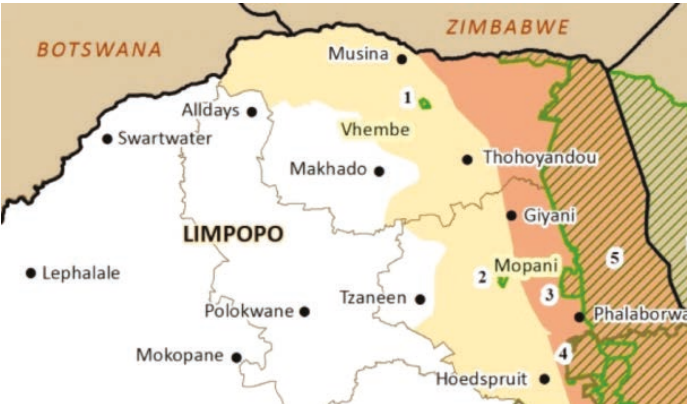 ZIMBABWE
BOTSWANA
Musina
1
Alldays
Vhembe
Swartwater
Thohoyandou
Makhado
Giyani
LIMPOPO
5
Mopani
Lephalale
2
3
Tzaneen
Polokwane
Phalaborwa
4
Mokopane
Hoedspruit